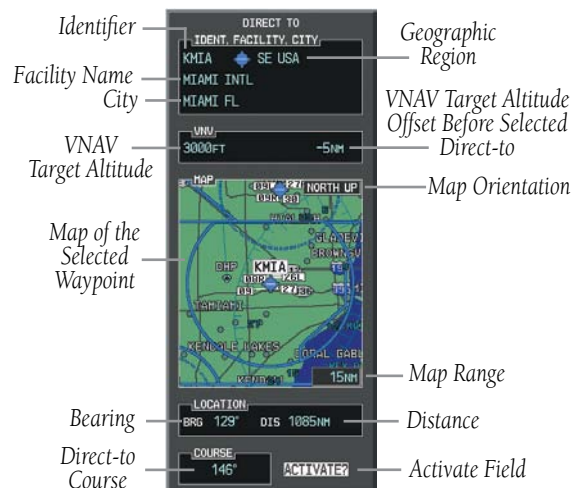 DIRECT TO
IDENT, FACILITY, CITY
Identifier
KMIA SE USA
Geographic
Region
MIAMI INTL
Facility Name
MIAMI FL
City
VNAV Target Altitude
Offset Before Selected
Direct-to
VNV
3000FT -5NM
VNAV
Target Altitude
MAP
NORTH UP
Map Orientation
Map of the
Selected
Waypoint
KMIA
TAMIAMI
KENDALE LAKES
CORAL GABL
15NM
Map Range
LOCATION
Bearing
BRG 129° DIS 1085NM
Distance
COURSE
Direct-to
Course
146°
ACTIVATE?
Activate Field